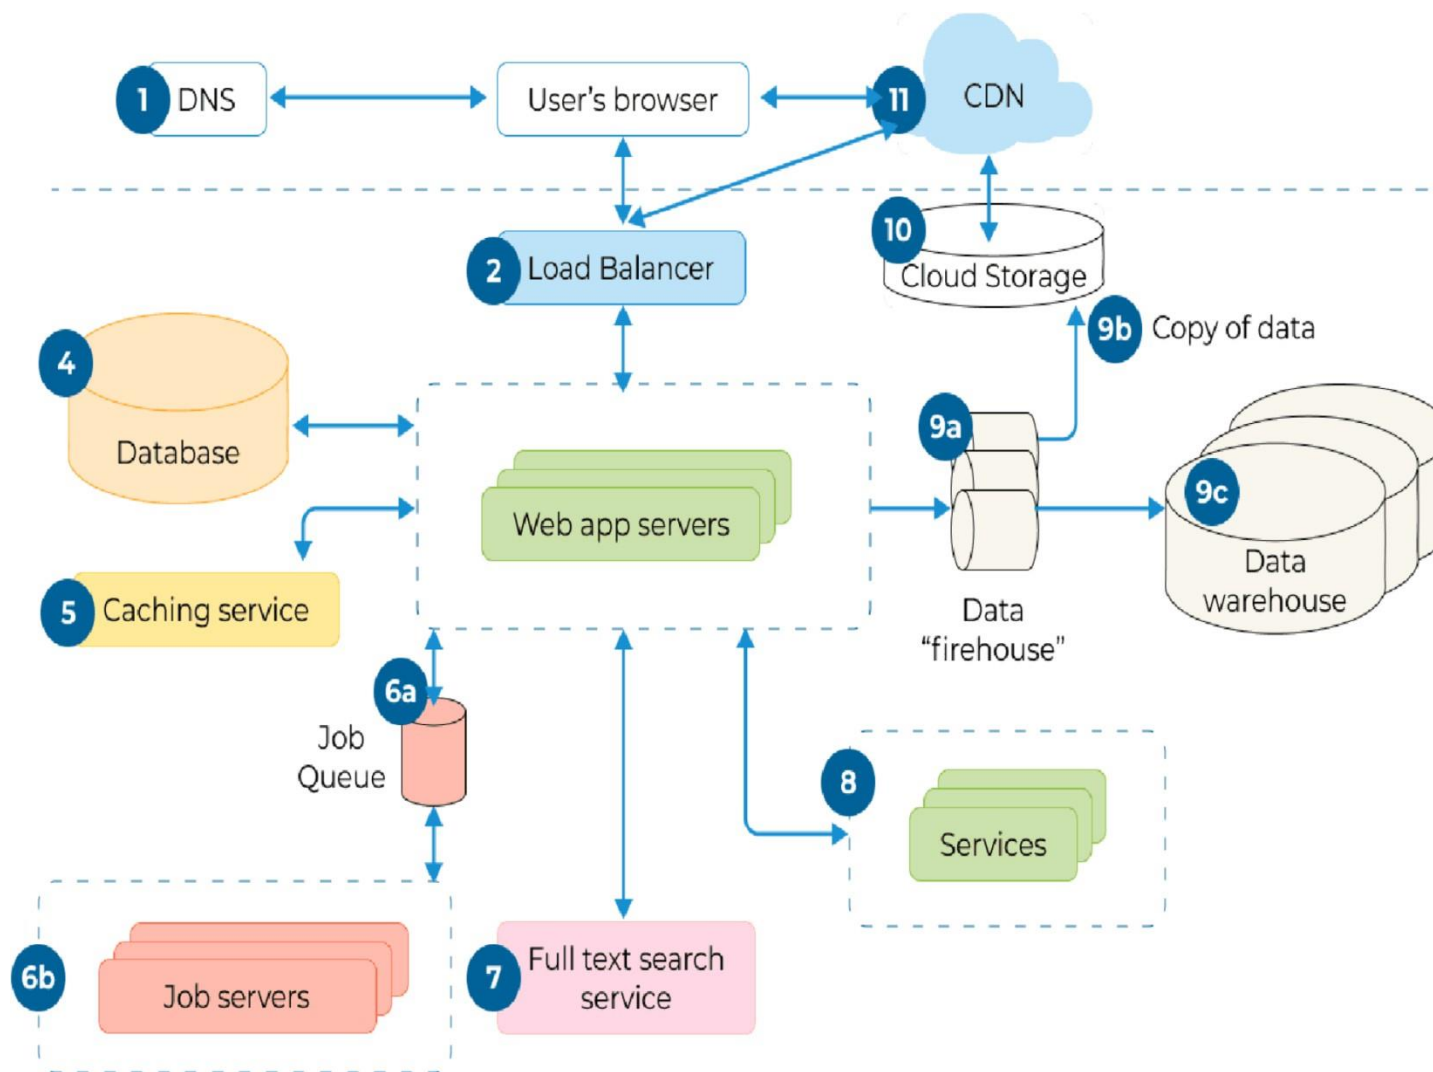 1 DNS
User's browser
11 CDN
10
Cloud Storage
2 Load Balancer
9b Copy of data
4
Database
9a
9c
Web app servers
Data
warehouse
5 Caching service
Data
“firehouse”
6a
Job
Queue
8
Services
6b
Job servers
7
Full text search
service